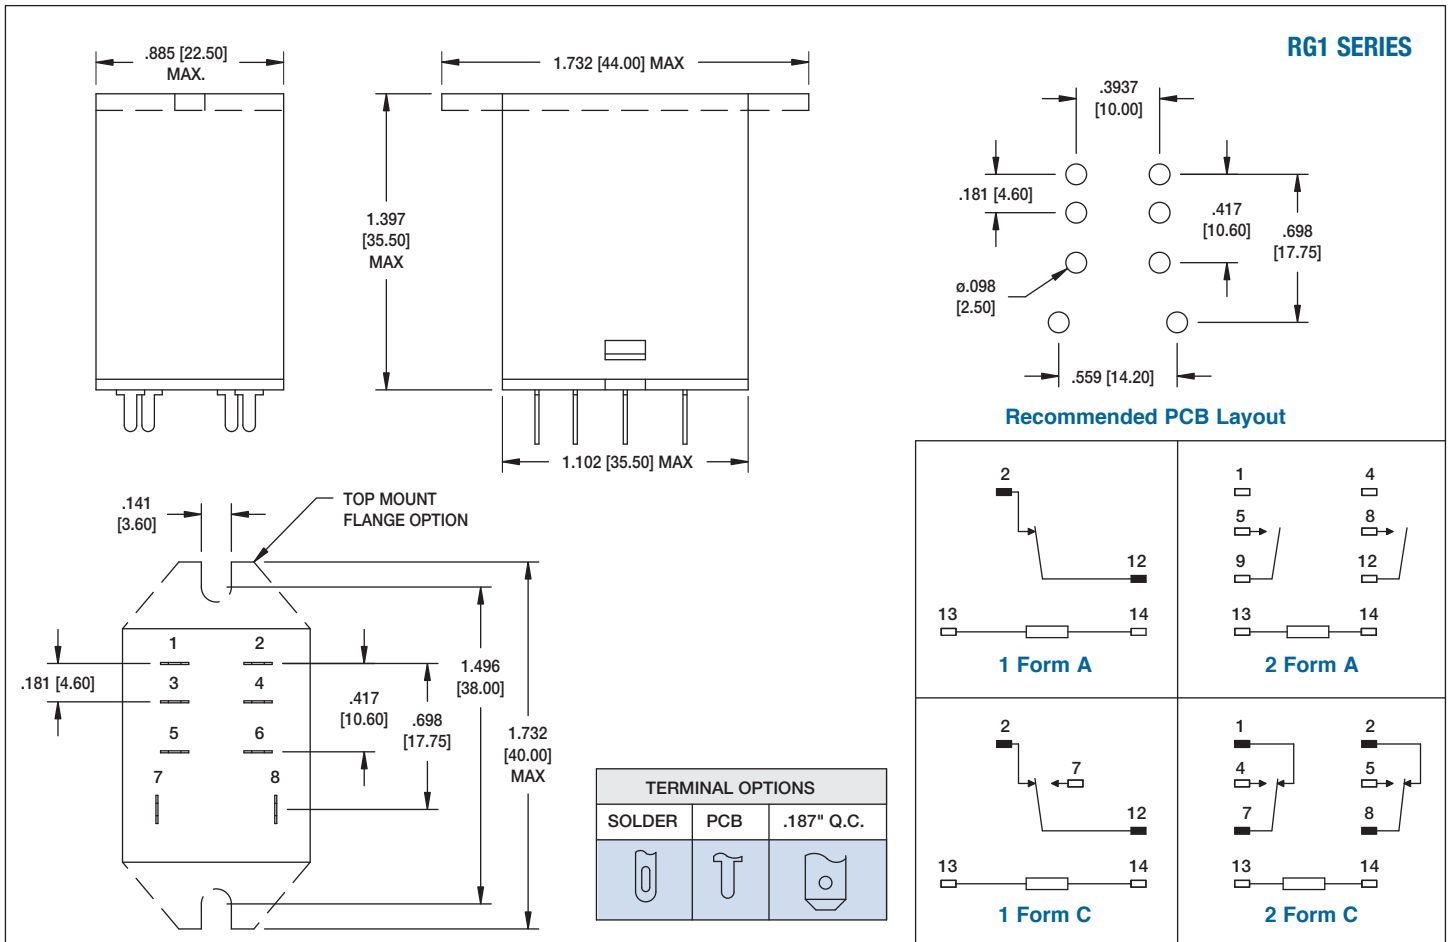 RG1 SERIES
.885 [22.50]
MAX.
1.732 [44.00] MAX
1.397
[35.50]
MAX
1.102 [35.50] MAX
.3937
[10.00]
.181 [4.60]
.417
[10.60]
.698
[17.75]
ø.098
[2.50]
.559 [14.20]
Recommended PCB Layout
.141
[3.60]
TOP MOUNT
FLANGE OPTION
1 2
3 4
5 6
7 8
.181 [4.60]
.417
[10.60]
.698
[17.75]
1.496
[38.00]
1.732
[40.00]
MAX
TERMINAL OPTIONS
SOLDER PCB .187" Q.C.
2
12
13 14
1 Form A
1 4
5 8
9 12
13 14
2 Form A
2
7
12
13 14
1 Form C
1 2
4 5
7 8
13 14
2 Form C